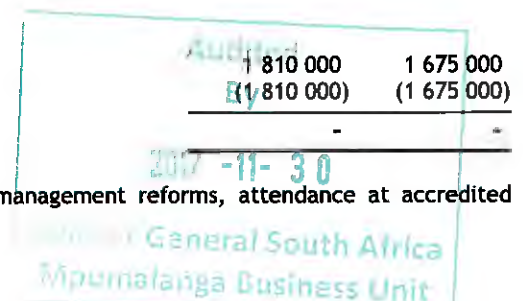 Audited
1 810 000 1 675 000
By (1 810 000) (1 675 000)
- -
2017 -11- 30
management reforms, attendance at accredited
General South Africa
Mpumalanga Business Unit